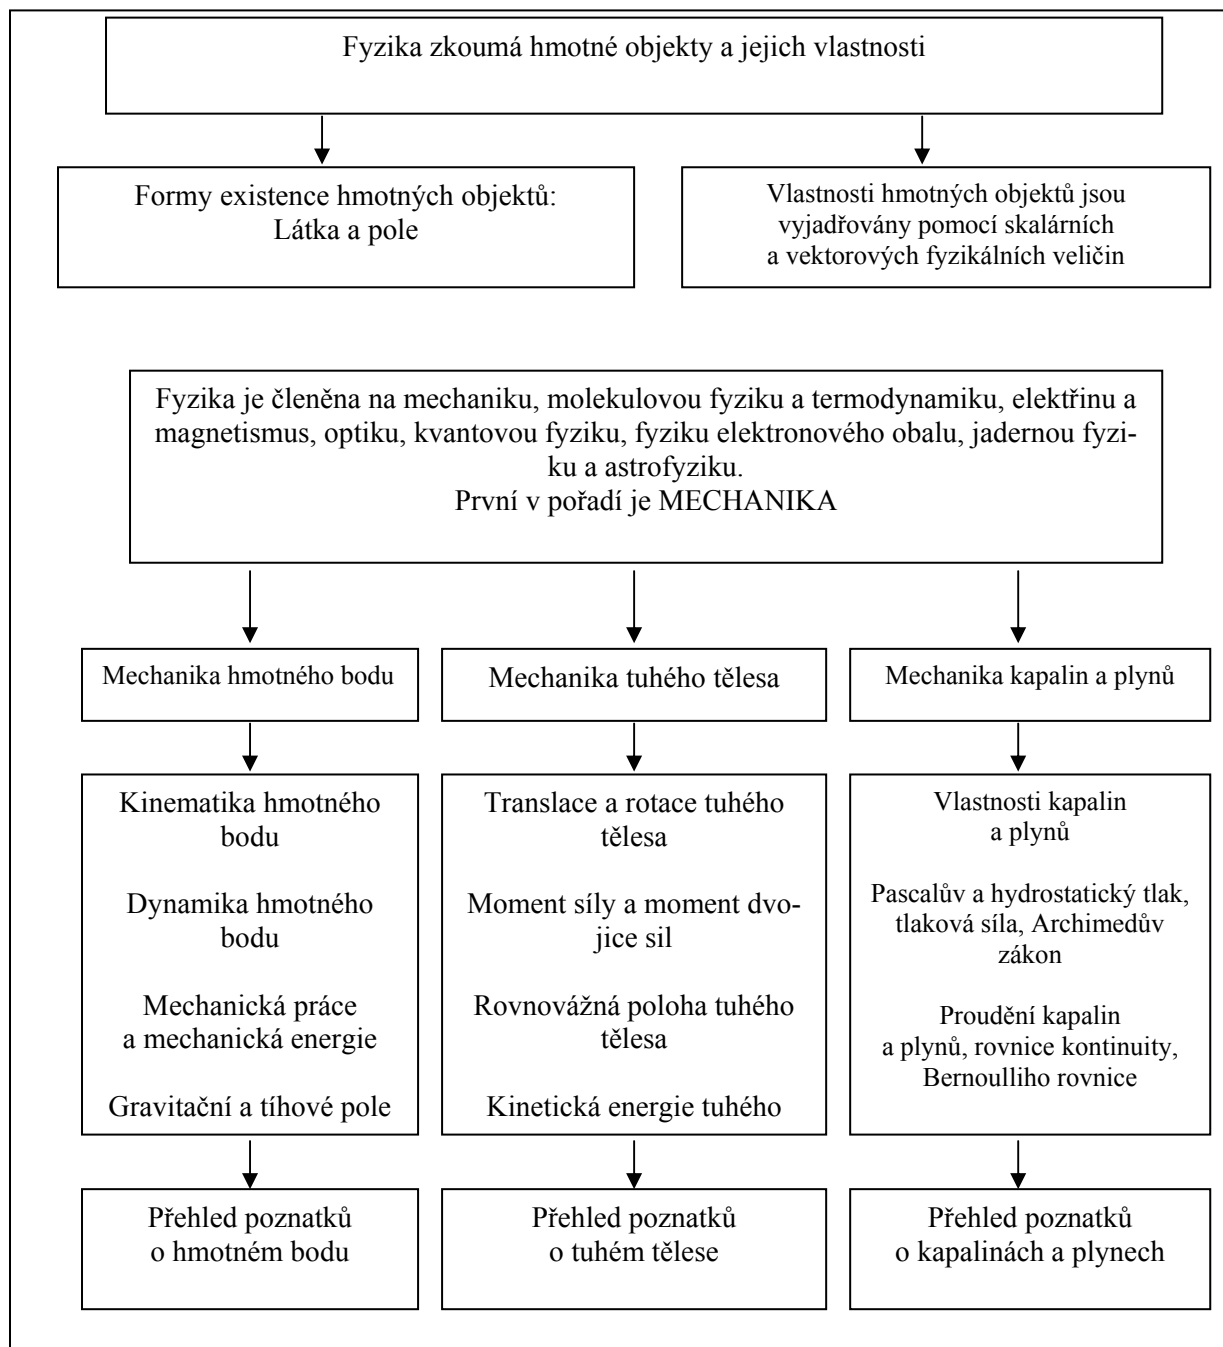 Fyzika zkoumá hmotné objekty a jejich vlastnosti
Formy existence hmotných objektů:
Látka a pole
Vlastnosti hmotných objektů jsou
vyjadřovány pomocí skalárních
a vektorových fyzikálních veličin
Fyzika je členěna na mechaniku, molekulovou fyziku a termodynamiku, elektřinu a
magnetismus, optiku, kvantovou fyziku, fyziku elektronového obalu, jadernou fyzi-
ku a astrofyziku.
První v pořadí je MECHANIKA
Mechanika hmotného bodu
Mechanika tuhého tělesa
Mechanika kapalin a plynů
Kinematika hmotného
bodu
Dynamika hmotného
bodu
Mechanická práce
a mechanická energie
Gravitační a tíhové pole
Translace a rotace tuhého
tělesa
Moment síly a moment dvo-
jice sil
Rovnovážná poloha tuhého
tělesa
Kinetická energie tuhého
Vlastnosti kapalin
a plynů
Pascalův a hydrostatický tlak,
tlaková síla, Archimedův
zákon
Proudění kapalin
a plynů, rovnice kontinuity,
Bernoulliho rovnice
Přehled poznatků
o hmotném bodu
Přehled poznatků
o tuhém tělese
Přehled poznatků
o kapalinách a plynech